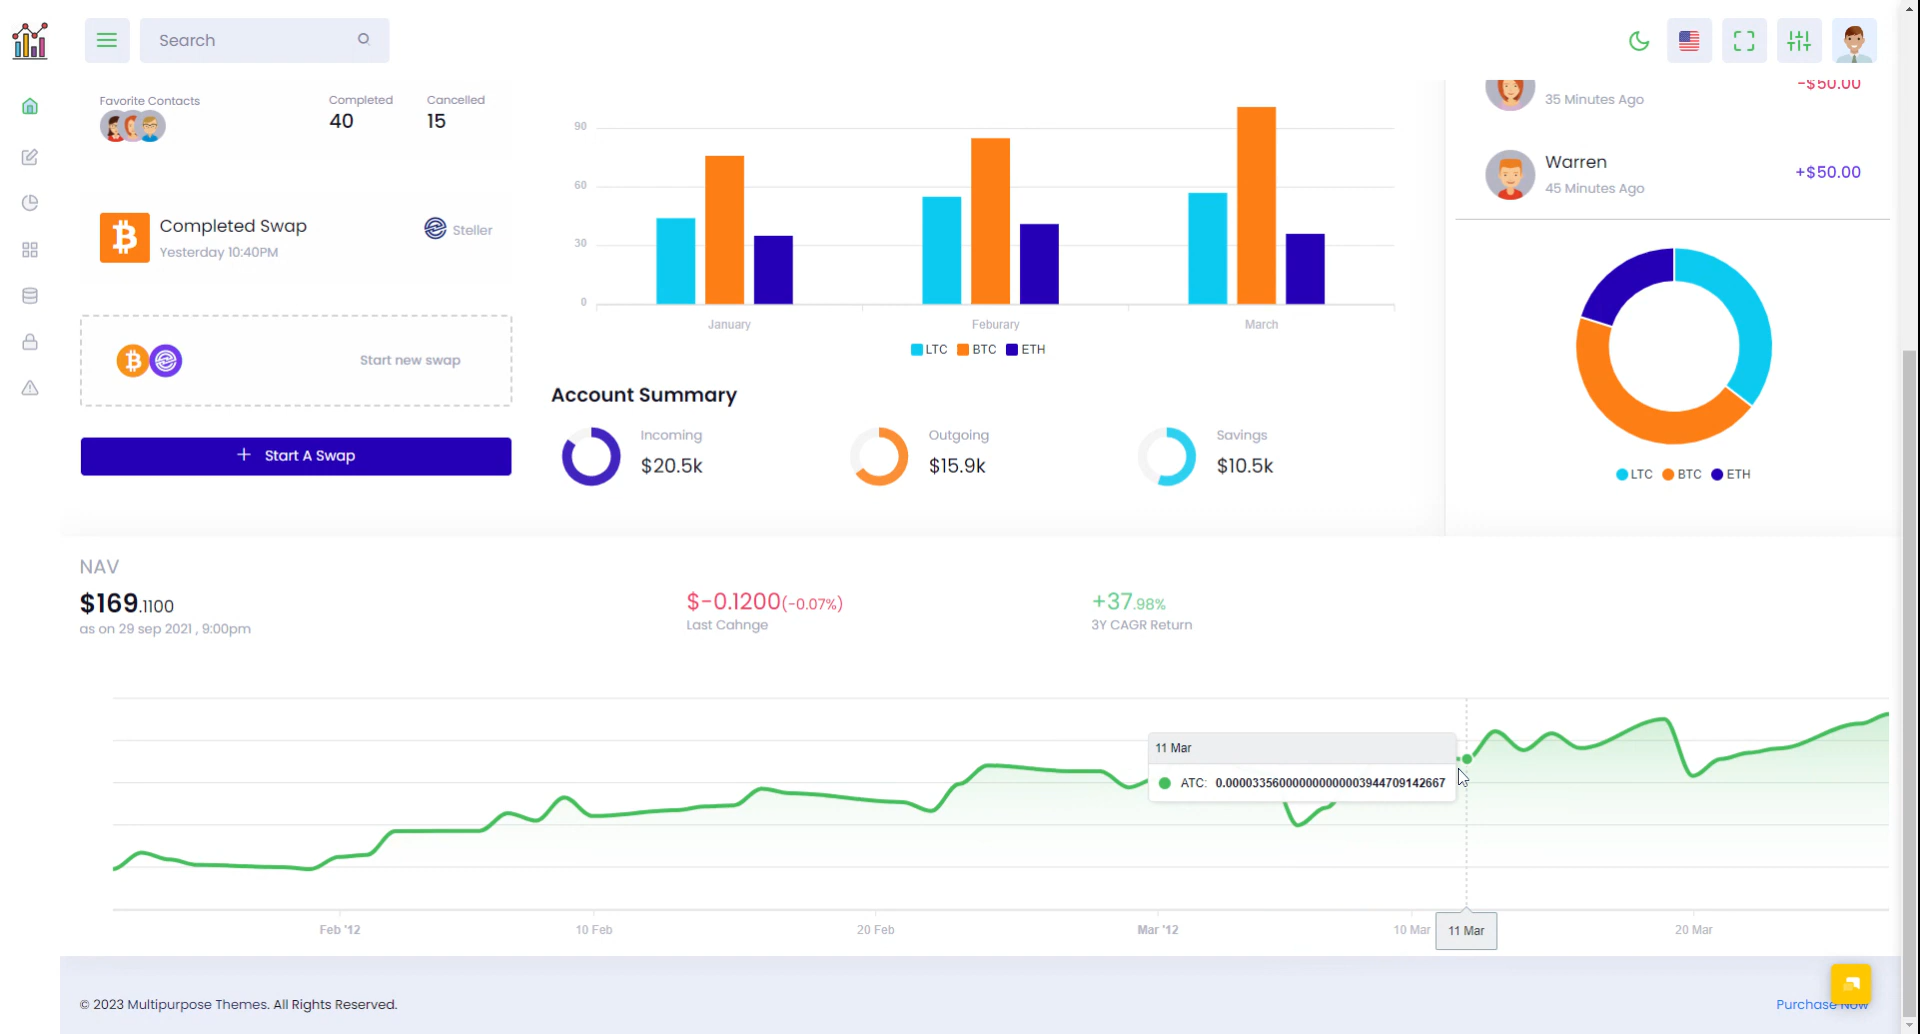 Search
Favorite Contacts
Completed
40
Cancelled
15
Completed Swap
Yesterday 10:40PM
Steller
Start new swap
+ Start A Swap
90
60
30
0
January
Feburary
March
LTC BTC ETH
Account Summary
Incoming
$20.5k
Outgoing
$15.9k
Savings
$10.5k
-$50.00
35 Minutes Ago
Warren
45 Minutes Ago
+$50.00
LTC BTC ETH
NAV
$169.1100
as on 29 sep 2021 , 9:00pm
$-0.1200(-0.07%)
Last Cahnge
+37.98%
3Y CAGR Return
11 Mar
ATC: 0.0000335600000000000003944709142667
Feb '12
10 Feb
20 Feb
Mar '12
10 Mar
11 Mar
20 Mar
© 2023 Multipurpose Themes. All Rights Reserved.
Purchase Now